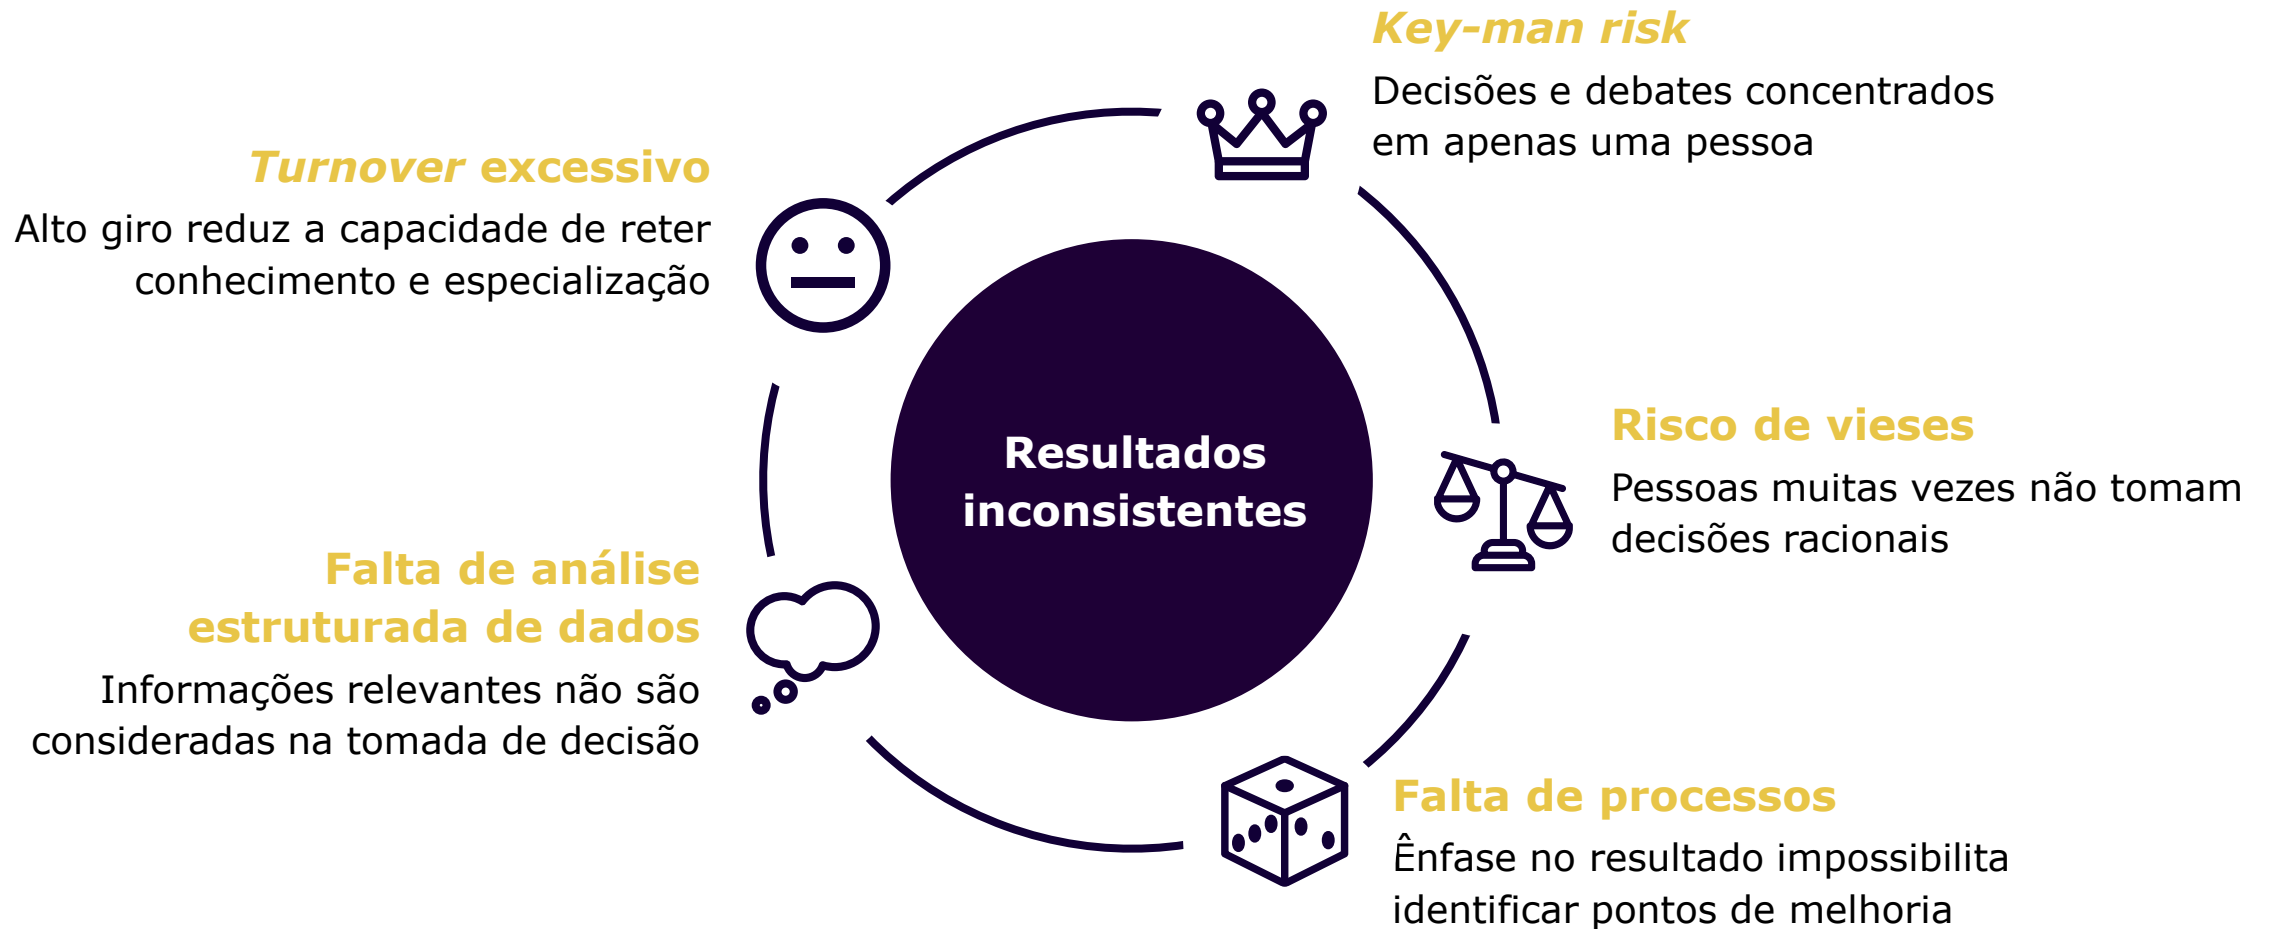 Key-man risk
Decisões e debates concentrados
em apenas uma pessoa
Turnover excessivo
Alto giro reduz a capacidade de reter
conhecimento e especialização
Resultados
inconsistentes
Risco de vieses
Pessoas muitas vezes não tomam
decisões racionais
Falta de análise
estruturada de dados
Informações relevantes não são
consideradas na tomada de decisão
Falta de processos
Ênfase no resultado impossibilita
identificar pontos de melhoria